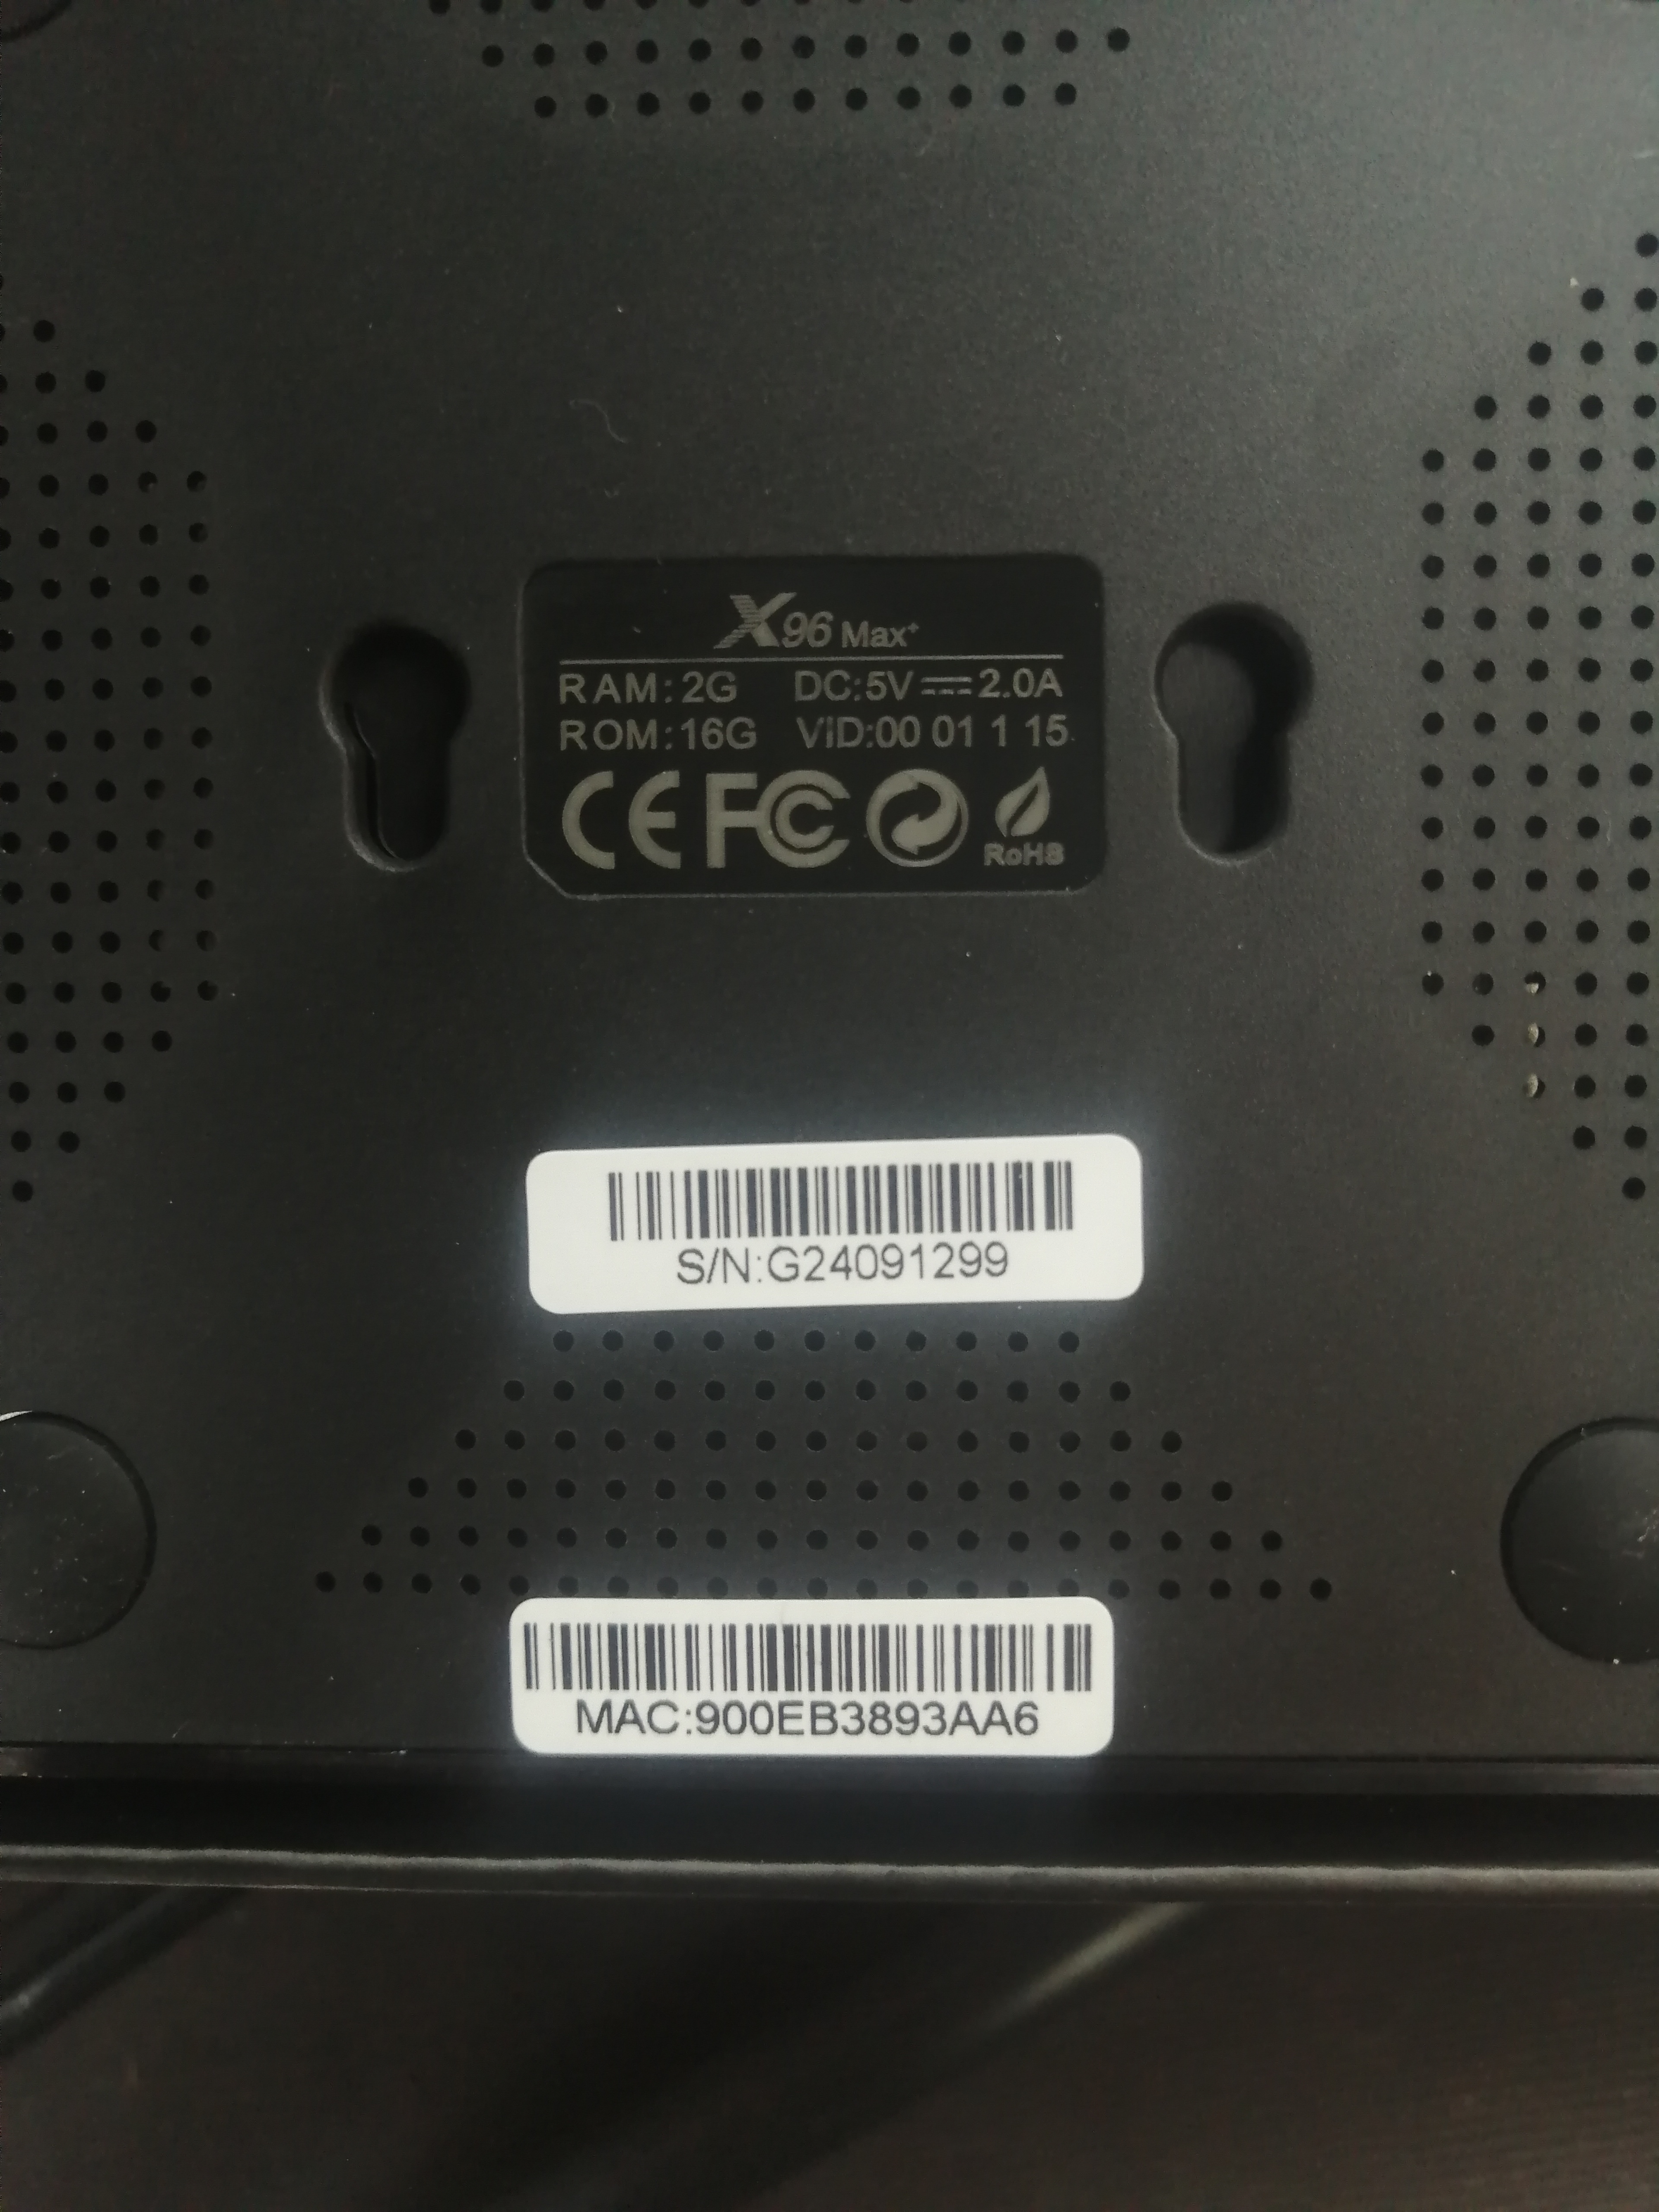 X96 Max+
RAM:2G DC:5V⎓2.0A
ROM:16G VID:00 01 1 15
CE FC RoHS
S/N:G24091299
MAC:900EB3893AA6